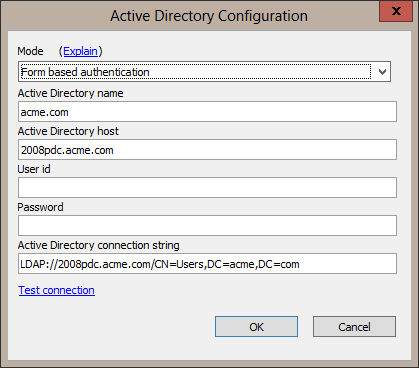 Active Directory Configuration
x
Mode (Explain)
Form based authentication
Active Directory name
acme.com
Active Directory host
2008pdc.acme.com
User id
Password
Active Directory connection string
LDAP://2008pdc.acme.com/CN=Users,DC=acme,DC=com
Test connection
OK Cancel